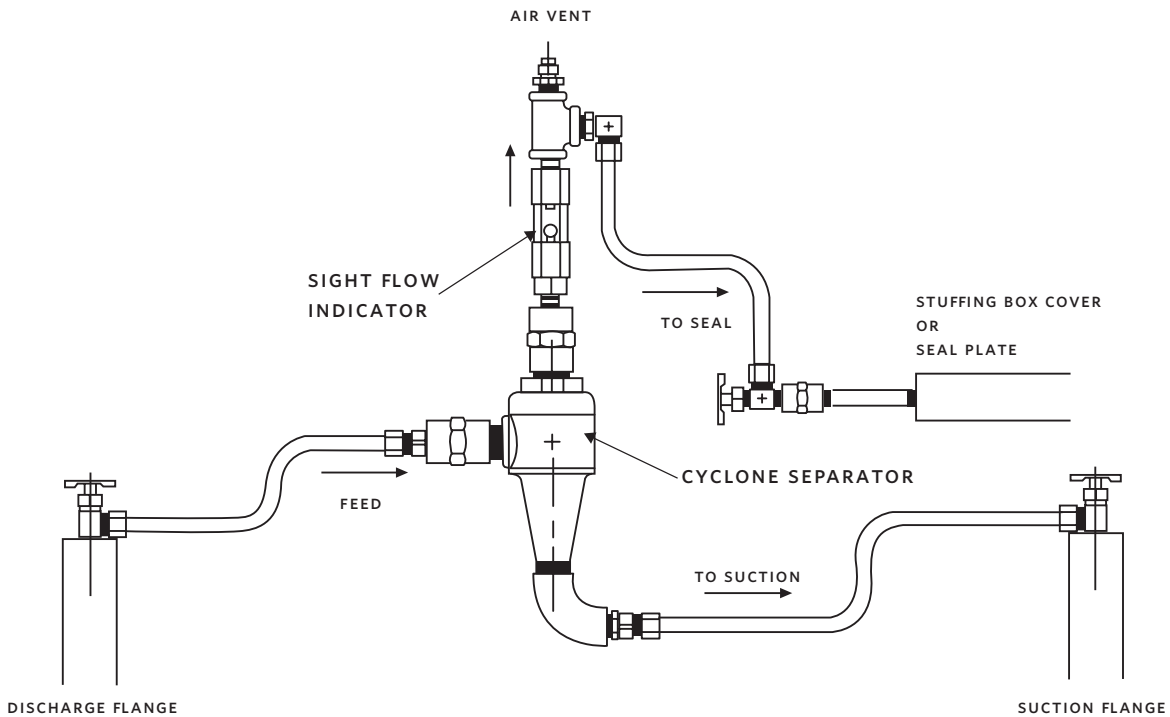 AIR VENT
SIGHT FLOW
INDICATOR
TO SEAL
STUFFING BOX COVER
OR
SEAL PLATE
CYCLONE SEPARATOR
FEED
TO SUCTION
DISCHARGE FLANGE
SUCTION FLANGE